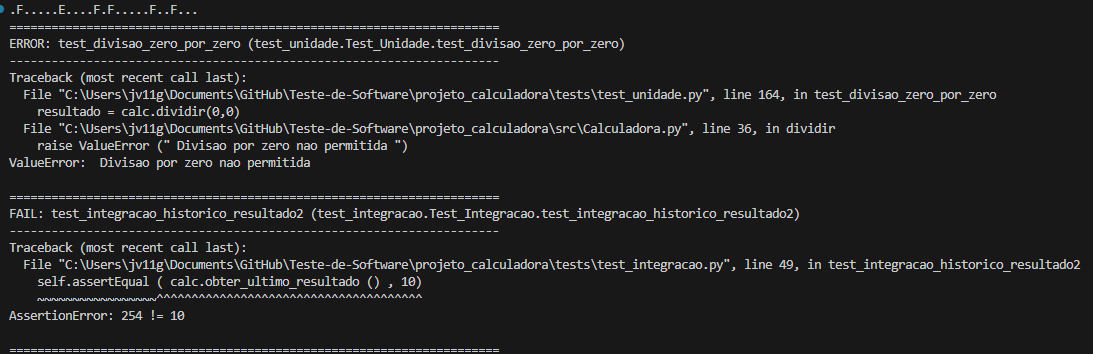 .F.....E....F.F.....F..F...
======================================================================
ERROR: test_divisao_zero_por_zero (test_unidade.Test_Unidade.test_divisao_zero_por_zero)
----------------------------------------------------------------------
Traceback (most recent call last):
  File "C:\Users\jv11g\Documents\GitHub\Teste-de-Software\projeto_calculadora\tests\test_unidade.py", line 164, in test_divisao_zero_por_zero
    resultado = calc.dividir(0,0)
  File "C:\Users\jv11g\Documents\GitHub\Teste-de-Software\projeto_calculadora\src\Calculadora.py", line 36, in dividir
    raise ValueError (" Divisao por zero nao permitida ")
ValueError:  Divisao por zero nao permitida
======================================================================
FAIL: test_integracao_historico_resultado2 (test_integracao.Test_Integracao.test_integracao_historico_resultado2)
----------------------------------------------------------------------
Traceback (most recent call last):
  File "C:\Users\jv11g\Documents\GitHub\Teste-de-Software\projeto_calculadora\tests\test_integracao.py", line 49, in test_integracao_historico_resultado2
    self.assertEqual ( calc.obter_ultimo_resultado () , 10)
    ~~~~~~~~~~~~~~~~~^^^^^^^^^^^^^^^^^^^^^^^^^^^^^^^^^^^^^^
AssertionError: 254 != 10
======================================================================